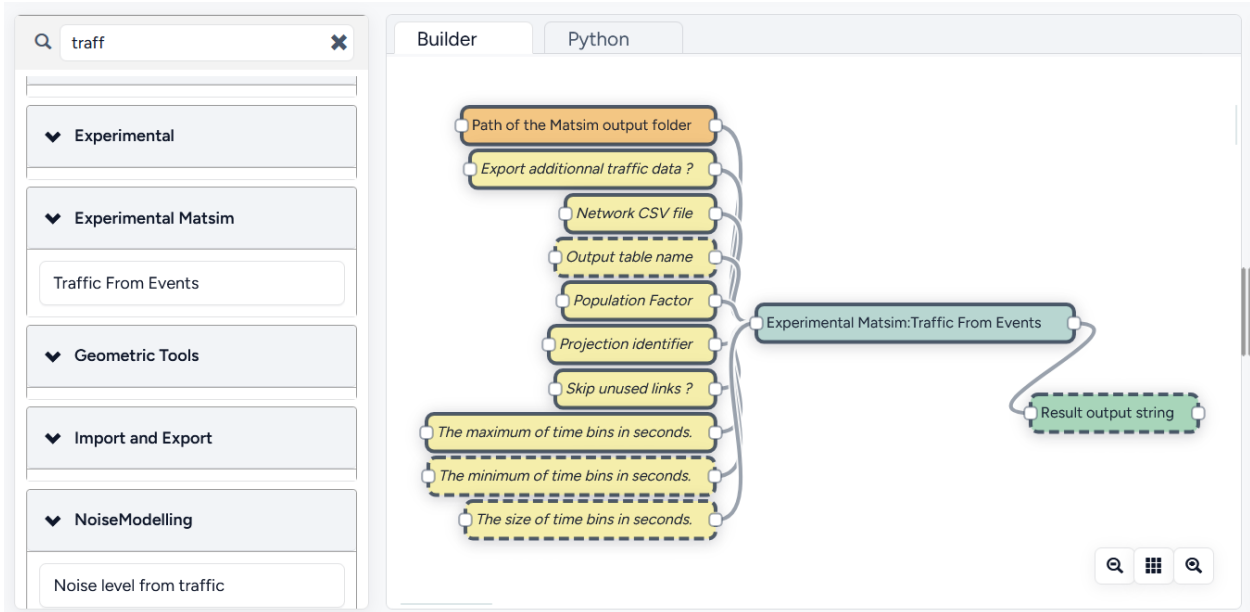 traff
Experimental
Experimental Matsim
Traffic From Events
Geometric Tools
Import and Export
NoiseModelling
Noise level from traffic
Builder
Python
Path of the Matsim output folder
Export additionnal traffic data ?
Network CSV file
Output table name
Population Factor
Projection identifier
Skip unused links ?
The maximum of time bins in seconds.
The minimum of time bins in seconds.
The size of time bins in seconds.
Experimental Matsim:Traffic From Events
Result output string